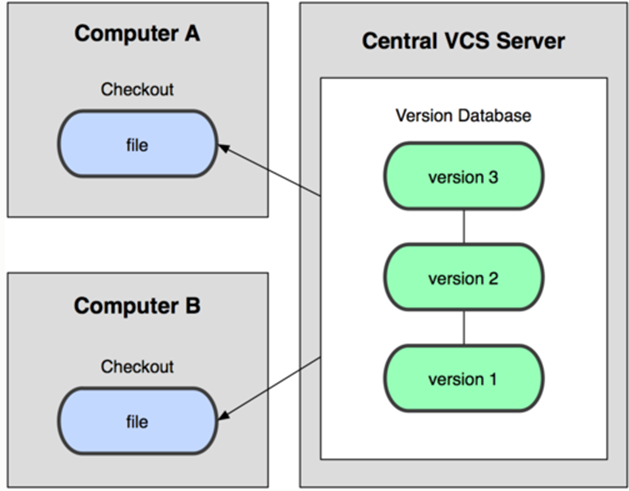 Computer A
Checkout
file
Computer B
Checkout
file
Central VCS Server
Version Database
version 3
version 2
version 1